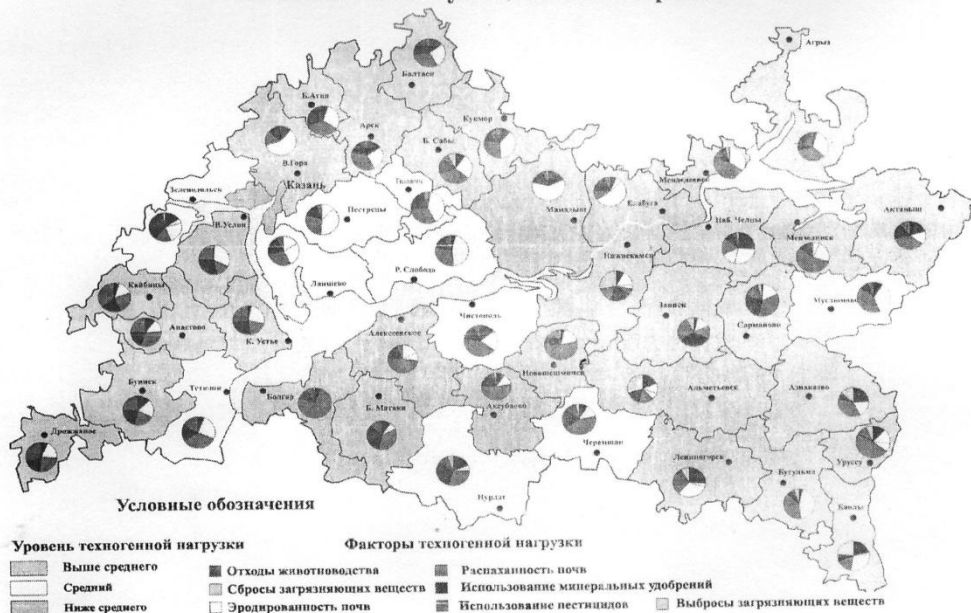 Агрыз
Балтаси
Б.Атня
Кукмор
Арск
Б. Сабы
В.Гора
Казань
Тюлячи
Менделеевск
Зеленодольск
Пестрецы
Мамадыш
Елабуга
Наб. Челны
Актаныш
В.Услон
Мензелинск
Р. Слобода
Нижнекамск
Кайбицы
Лаишево
Муслюмово
Чистополь
Заинск
Сарманово
Апастово
К. Устье
Алексеевское
Новошешминск
Буинск
Тетюши
Болгар
Б. Матаки
Аксубаево
Альметьевск
Азнакаево
Дрожжаное
Черемшан
Лениногорск
Уруссу
Бугульма
Нурлат
Бавлы
Условные обозначения
Уровень техногенной нагрузки
Факторы техногенной нагрузки
Выше среднего
Отходы животноводства
Распаханность почв
Средний
Сбросы загрязняющих веществ
Использование минеральных удобрений
Ниже среднего
Эродированность почв
Использование пестицидов
Выбросы загрязняющих веществ